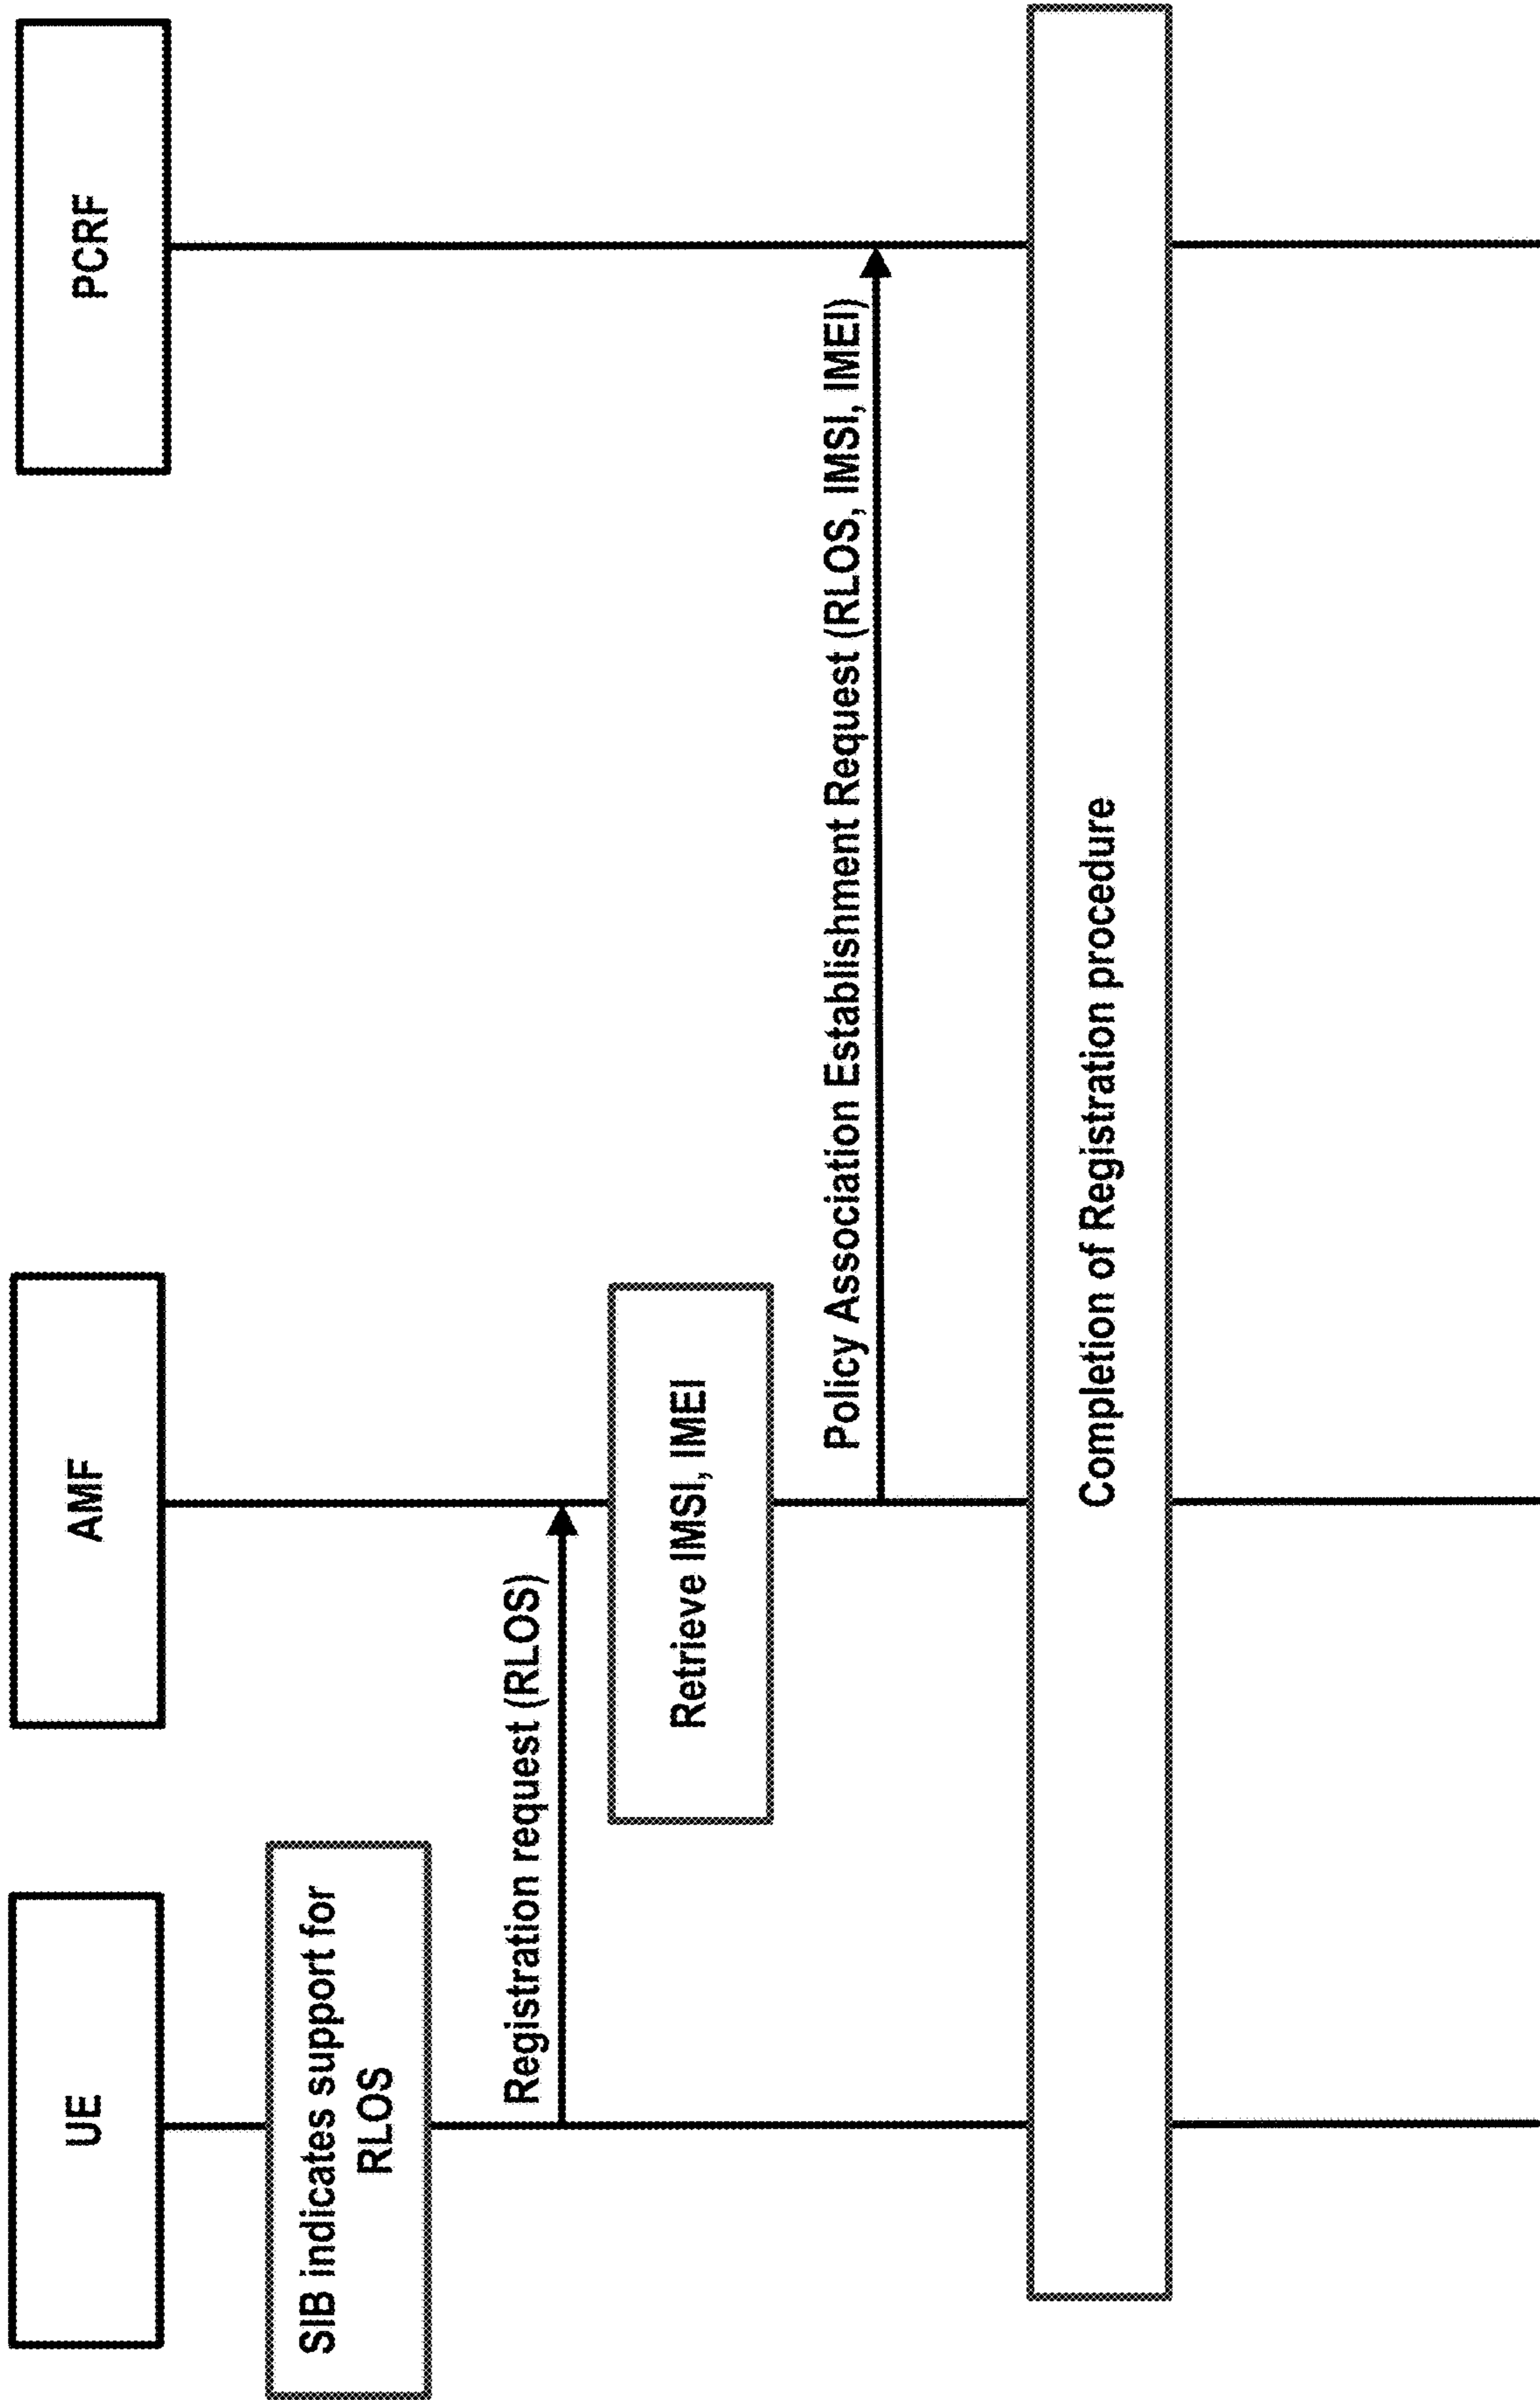 UE
AMF
PCRF
SIB indicates support for
RLOS
Registration request (RLOS)
Retrieve IMSI, IMEI
Policy Association Establishment Request (RLOS, IMSI, IMEI)
Completion of Registration procedure